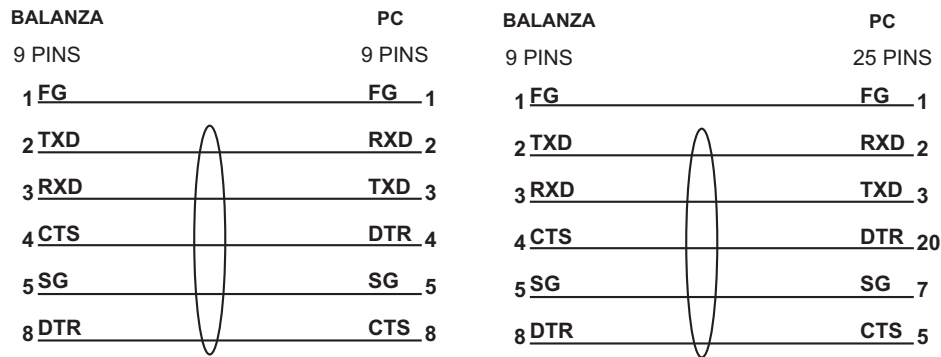 BALANZA PC
9 PINS 9 PINS
1 FG FG 1
2 TXD RXD 2
3 RXD TXD 3
4 CTS DTR 4
5 SG SG 5
8 DTR CTS 8
BALANZA PC
9 PINS 25 PINS
1 FG FG 1
2 TXD RXD 2
3 RXD TXD 3
4 CTS DTR 20
5 SG SG 7
8 DTR CTS 5